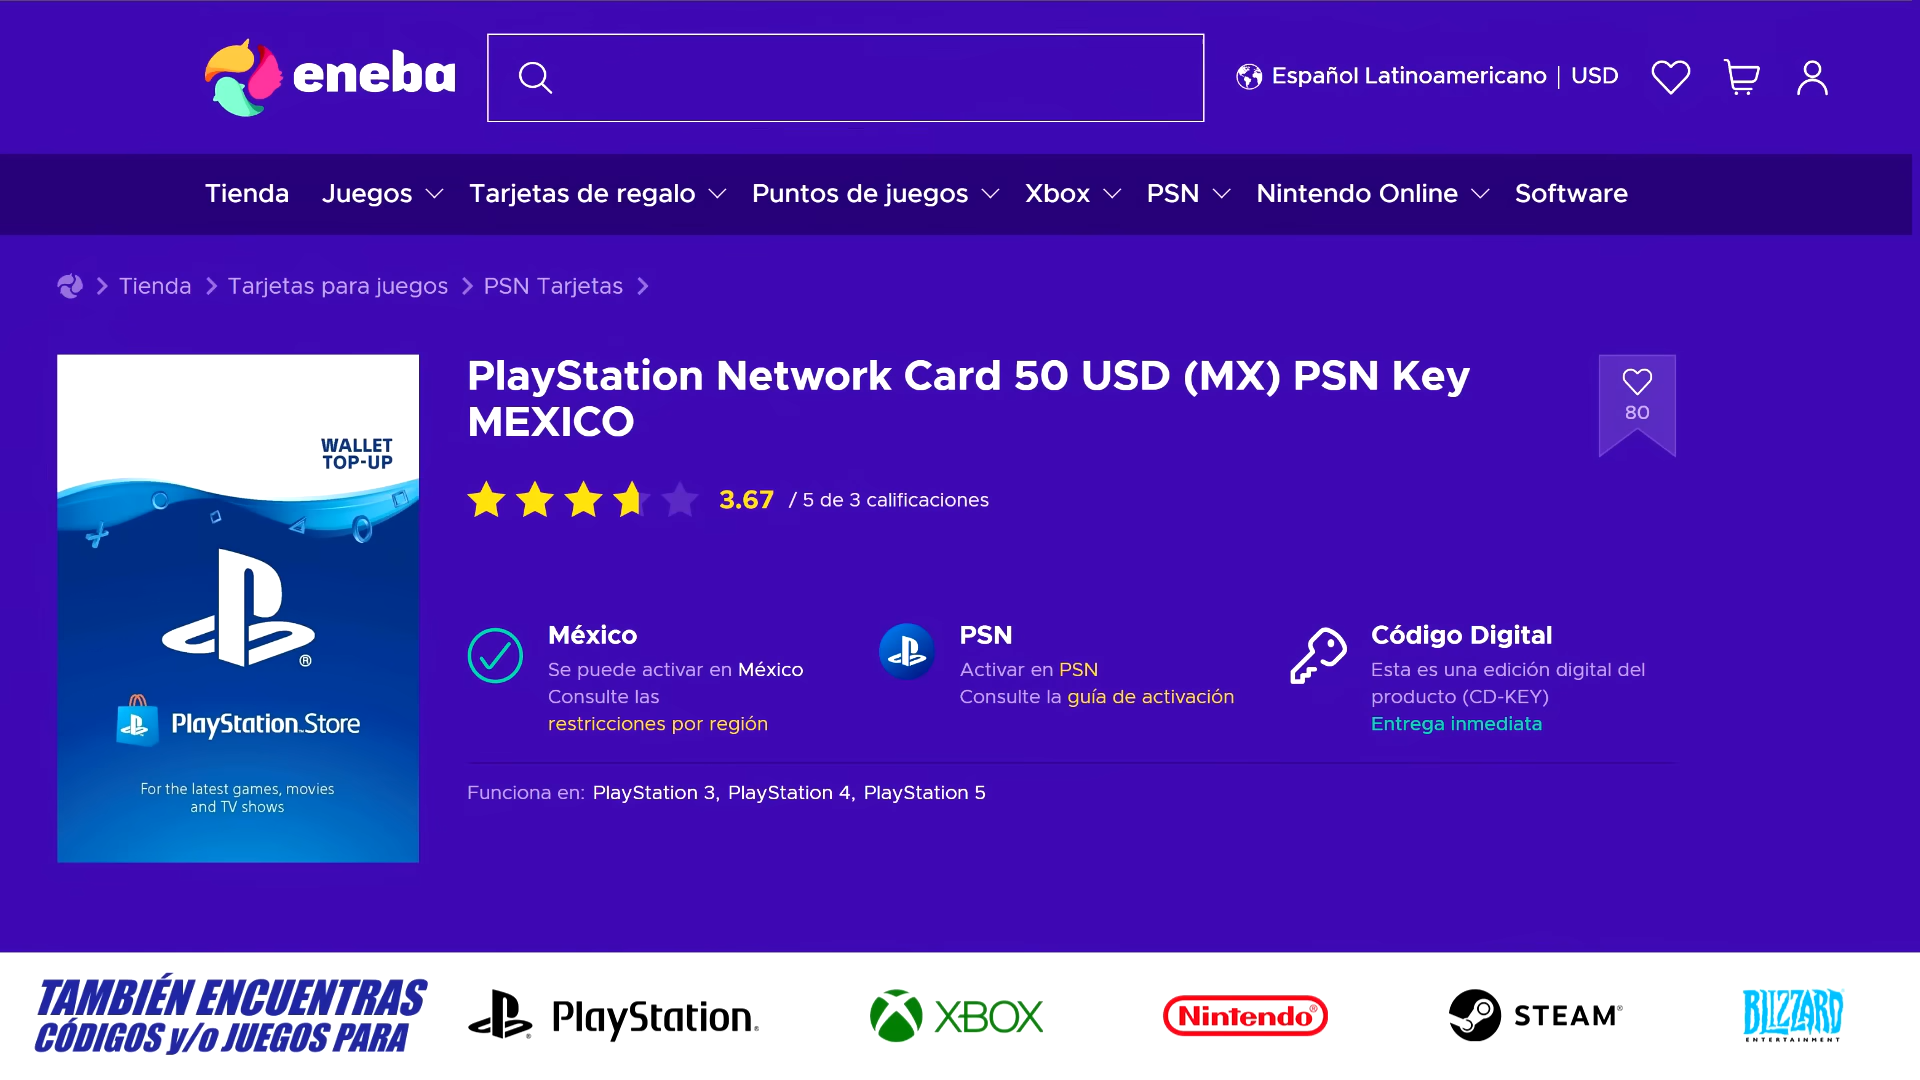 eneba
Español Latinoamericano | USD
Tienda Juegos Tarjetas de regalo Puntos de juegos Xbox PSN Nintendo Online Software
Tienda Tarjetas para juegos PSN Tarjetas
WALLET
TOP-UP
PlayStation Store
For the latest games, movies
and TV shows
PlayStation Network Card 50 USD (MX) PSN Key
MEXICO
80
3.67 / 5 de 3 calificaciones
México
Se puede activar en México
Consulte las
restricciones por región
PSN
Activar en PSN
Consulte la guía de activación
Código Digital
Esta es una edición digital del
producto (CD-KEY)
Entrega inmediata
Funciona en: PlayStation 3, PlayStation 4, PlayStation 5
TAMBIÉN ENCUENTRAS
CÓDIGOS y/o JUEGOS PARA
PlayStation®
XBOX
Nintendo®
STEAM®
BLIZZARD
ENTERTAINMENT